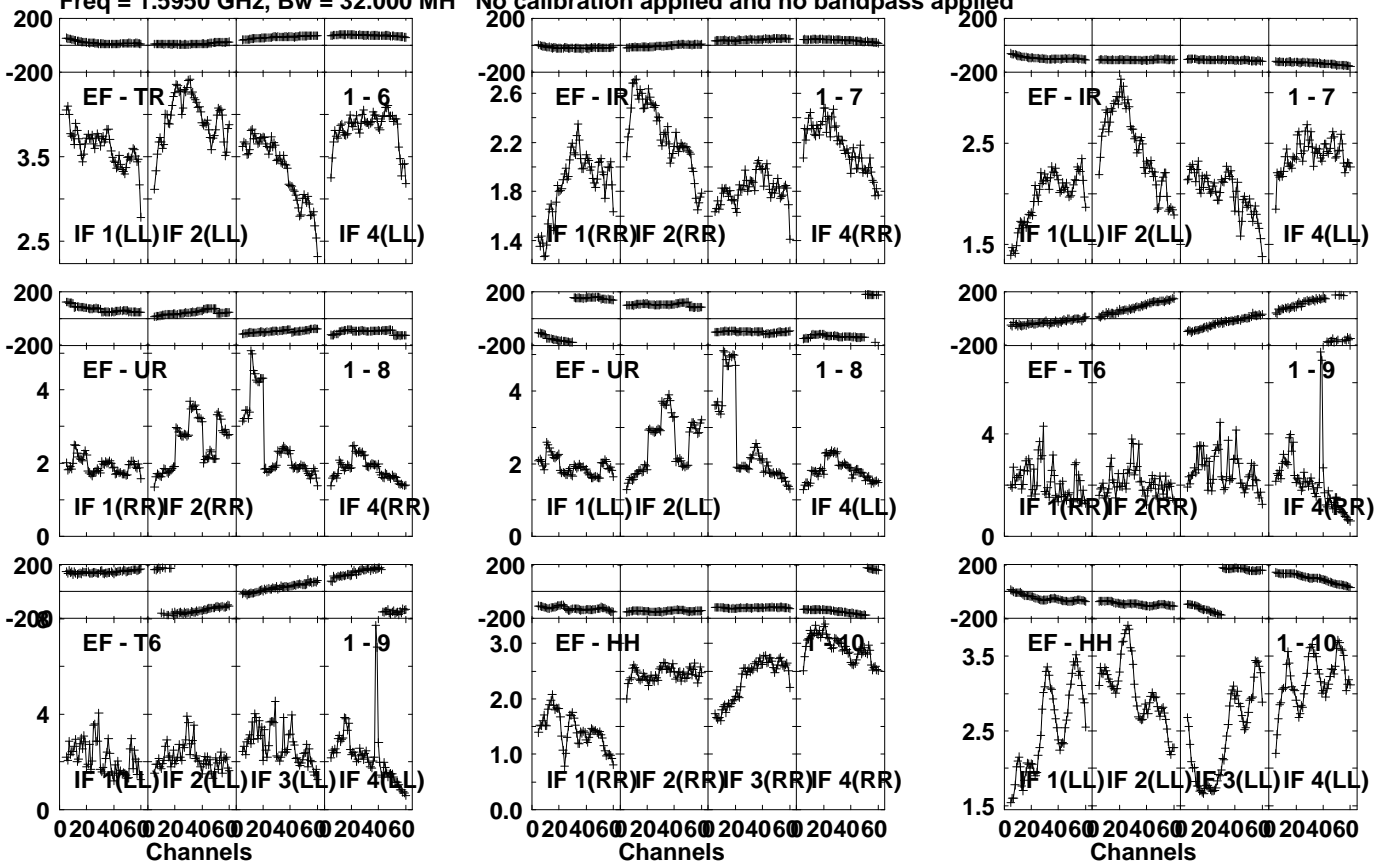 Freq = 1.5950 GHz, Bw = 32.000 MH No calibration applied and no bandpass applied
200
-200
EF - TR 1 - 6
3.5
2.5
IF 1(LL) IF 2(LL) IF 4(LL)
200
-200
EF - IR 1 - 7
2.6
2.2
1.8
1.4
IF 1(RR) IF 2(RR) IF 4(RR)
200
-200
EF - IR 1 - 7
2.5
1.5
IF 1(LL) IF 2(LL) IF 4(LL)
200
-200
EF - UR 1 - 8
4
2
0
IF 1(RR) IF 2(RR) IF 4(RR)
200
-200
EF - UR 1 - 8
4
2
0
IF 1(LL) IF 2(LL) IF 4(LL)
200
-200
EF - T6 1 - 9
4
0
IF 1(RR) IF 2(RR) IF 4(RR)
200
-200
8
EF - T6 1 - 9
4
0
IF 1(LL) IF 2(LL) IF 3(LL) IF 4(LL)
0204060 0204060 0204060 0204060
Channels
200
-200
EF - HH 1 - 10
3.0
2.0
1.0
0.0
IF 1(RR) IF 2(RR) IF 3(RR) IF 4(RR)
0204060 0204060 0204060 0204060
Channels
200
-200
EF - HH 1 - 10
3.5
2.5
1.5
IF 1(LL) IF 2(LL) IF 3(LL) IF 4(LL)
0204060 0204060 0204060 0204060
Channels